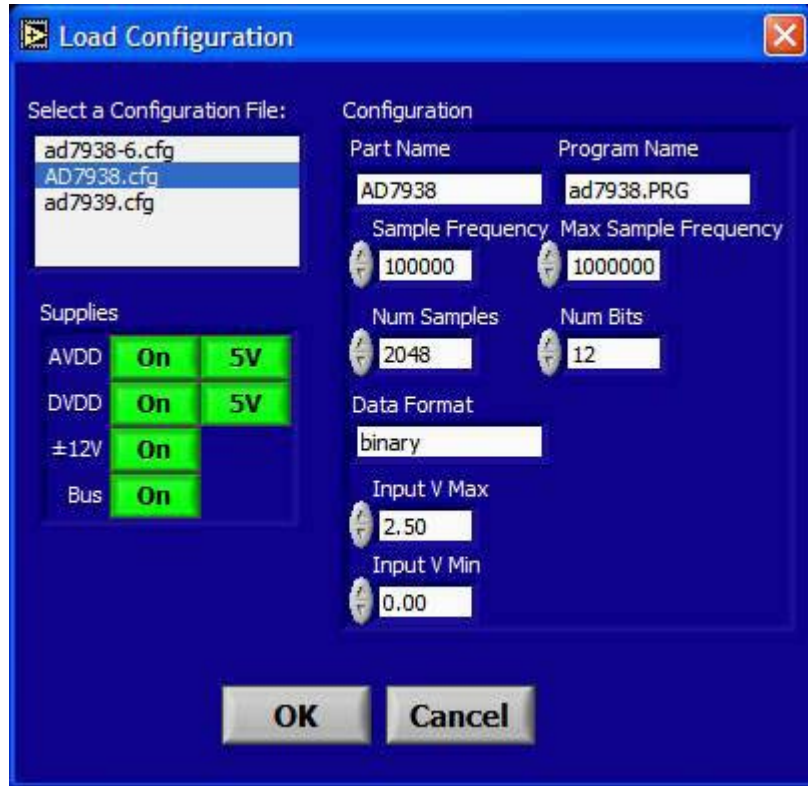 Load Configuration
Select a Configuration File:
ad7938-6.cfg
AD7938.cfg
ad7939.cfg
Supplies
AVDD On 5V
DVDD On 5V
±12V On
Bus On
Configuration
Part Name Program Name
AD7938 ad7938.PRG
Sample Frequency Max Sample Frequency
100000 1000000
Num Samples Num Bits
2048 12
Data Format
binary
Input V Max
2.50
Input V Min
0.00
OK Cancel